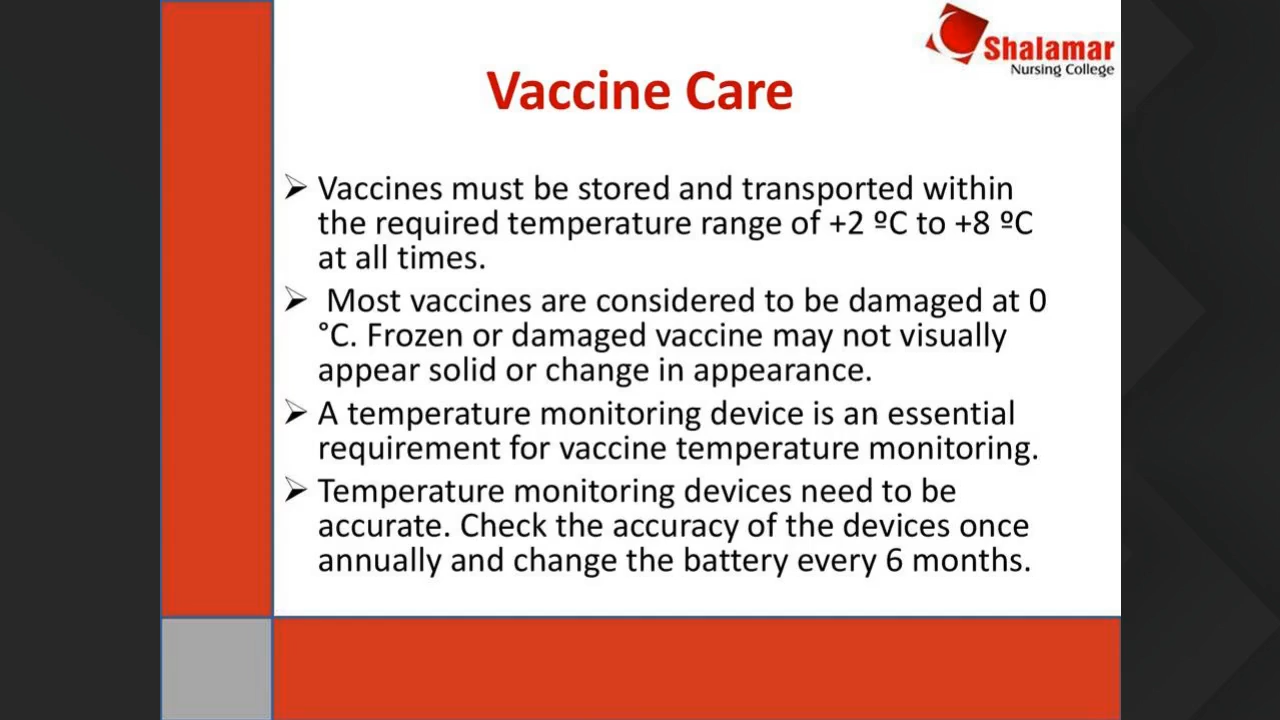 Shalamar
Nursing College
Vaccine Care
➢ Vaccines must be stored and transported within
the required temperature range of +2 ºC to +8 ºC
at all times.
➢ Most vaccines are considered to be damaged at 0
°C. Frozen or damaged vaccine may not visually
appear solid or change in appearance.
➢ A temperature monitoring device is an essential
requirement for vaccine temperature monitoring.
➢ Temperature monitoring devices need to be
accurate. Check the accuracy of the devices once
annually and change the battery every 6 months.